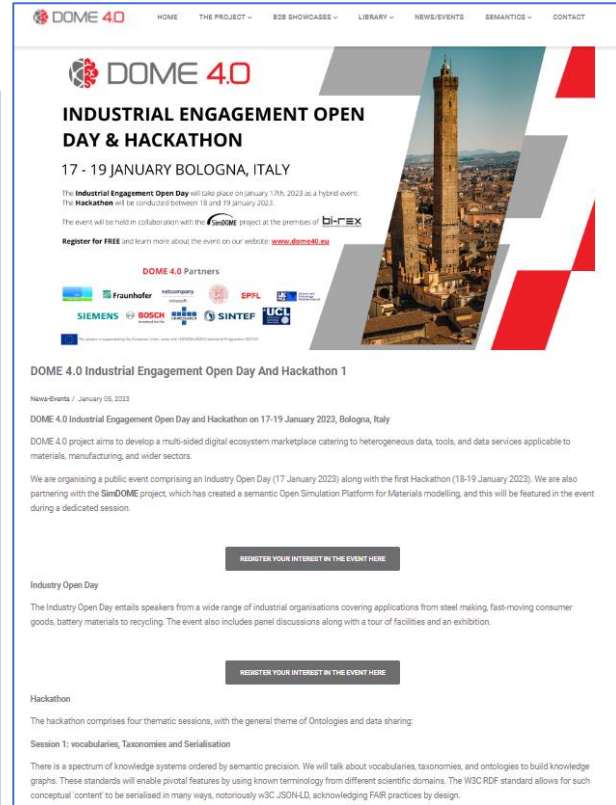 DOME 4.0
HOME THE PROJECT B2B SHOWCASES LIBRARY NEWS/EVENTS SEMANTICS CONTACT
DOME 4.0
INDUSTRIAL ENGAGEMENT OPEN
DAY & HACKATHON
17 - 19 JANUARY BOLOGNA, ITALY
The Industrial Engagement Open Day will take place on January 17th, 2023 as a hybrid event.
The Hackathon will be conducted between 18 and 19 January 2023.
The event will be held in collaboration with the SimDOME project at the premises of bi-rex
Register for FREE and learn more about the event on our website: www.dome40.eu
DOME 4.0 Partners
Fraunhofer netcompany intrasoft EPFL
SIEMENS BOSCH SINTEF UCL
DOME 4.0 Industrial Engagement Open Day And Hackathon 1
News-Events / January 05, 2023
DOME 4.0 Industrial Engagement Open Day and Hackathon on 17-19 January 2023, Bologna, Italy
DOME 4.0 project aims to develop a multi-sided digital ecosystem marketplace catering to heterogeneous data, tools, and data services applicable to
materials, manufacturing, and wider sectors.
We are organising a public event comprising an Industry Open Day (17 January 2023) along with the first Hackathon (18-19 January 2023). We are also
partnering with the SimDOME project, which has created a semantic Open Simulation Platform for Materials modelling, and this will be featured in the event
during a dedicated session.
REGISTER YOUR INTEREST IN THE EVENT HERE
Industry Open Day
The Industry Open Day entails speakers from a wide range of industrial organisations covering applications from steel making, fast-moving consumer
goods, battery materials to recycling. The event also includes panel discussions along with a tour of facilities and an exhibition.
REGISTER YOUR INTEREST IN THE EVENT HERE
Hackathon
The hackathon comprises four thematic sessions, with the general theme of Ontologies and data sharing:
Session 1: vocabularies, Taxonomies and Serialisation
There is a spectrum of knowledge systems ordered by semantic precision. We will talk about vocabularies, taxonomies, and ontologies to build knowledge
graphs. These standards will enable pivotal features by using known terminology from different scientific domains. The W3C RDF standard allows for such
conceptual 'content' to be serialised in many ways, notoriously w3C JSON-LD, acknowledging FAIR practices by design.